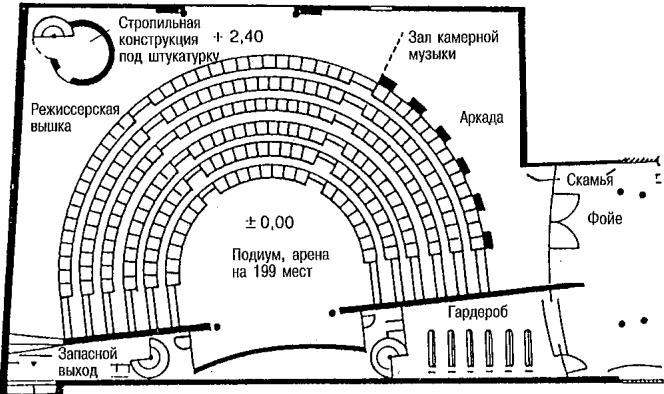 Стропильная
конструкция
под штукатурку
+ 2,40
Зал камерной
музыки
Режиссерская
вышка
Аркада
Скамья
Фойе
± 0,00
Подиум, арена
на 199 мест
Гардероб
Запасной
выход